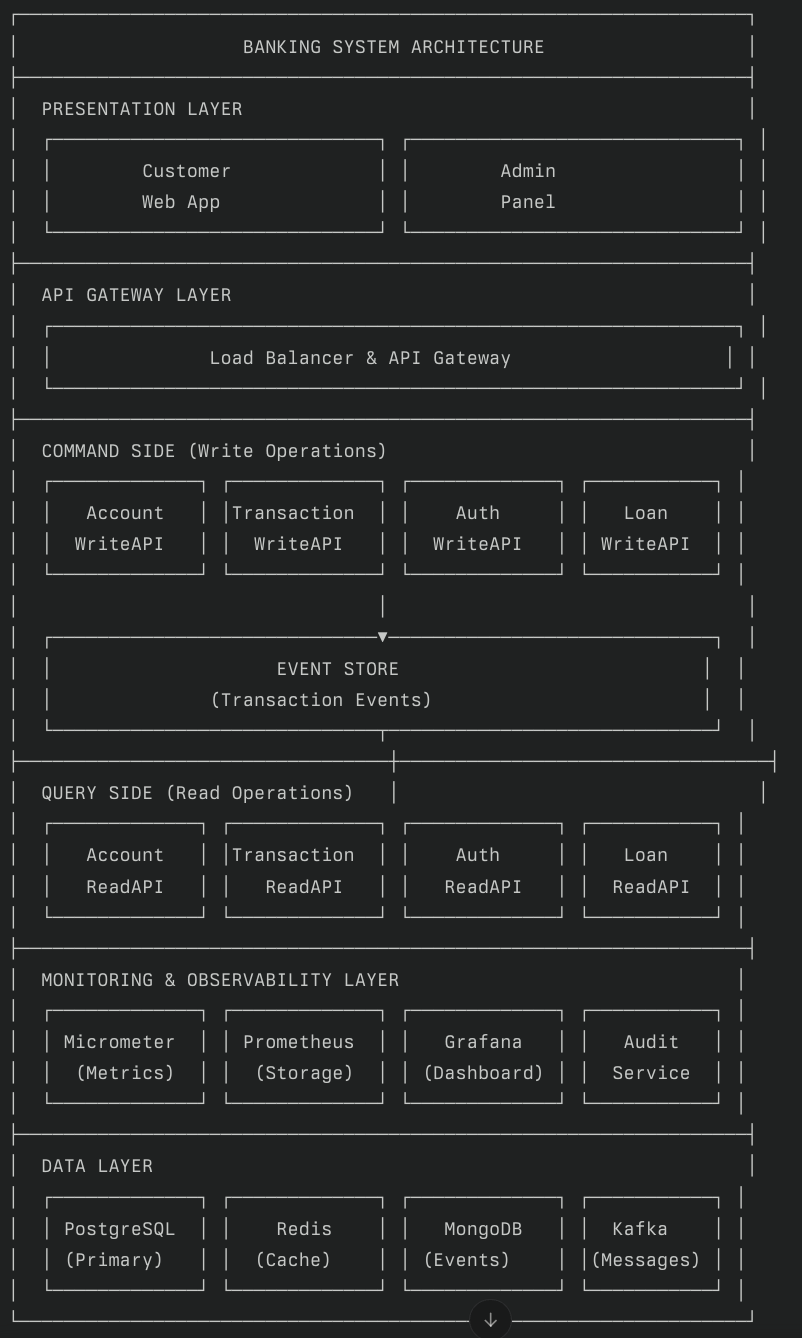 BANKING SYSTEM ARCHITECTURE
PRESENTATION LAYER
Customer Admin
Web App Panel
API GATEWAY LAYER
Load Balancer & API Gateway
COMMAND SIDE (Write Operations)
Account Transaction Auth Loan
WriteAPI WriteAPI WriteAPI WriteAPI
EVENT STORE
(Transaction Events)
QUERY SIDE (Read Operations)
Account Transaction Auth Loan
ReadAPI ReadAPI ReadAPI ReadAPI
MONITORING & OBSERVABILITY LAYER
Micrometer Prometheus Grafana Audit
(Metrics) (Storage) (Dashboard) Service
DATA LAYER
PostgreSQL Redis MongoDB Kafka
(Primary) (Cache) (Events) (Messages)